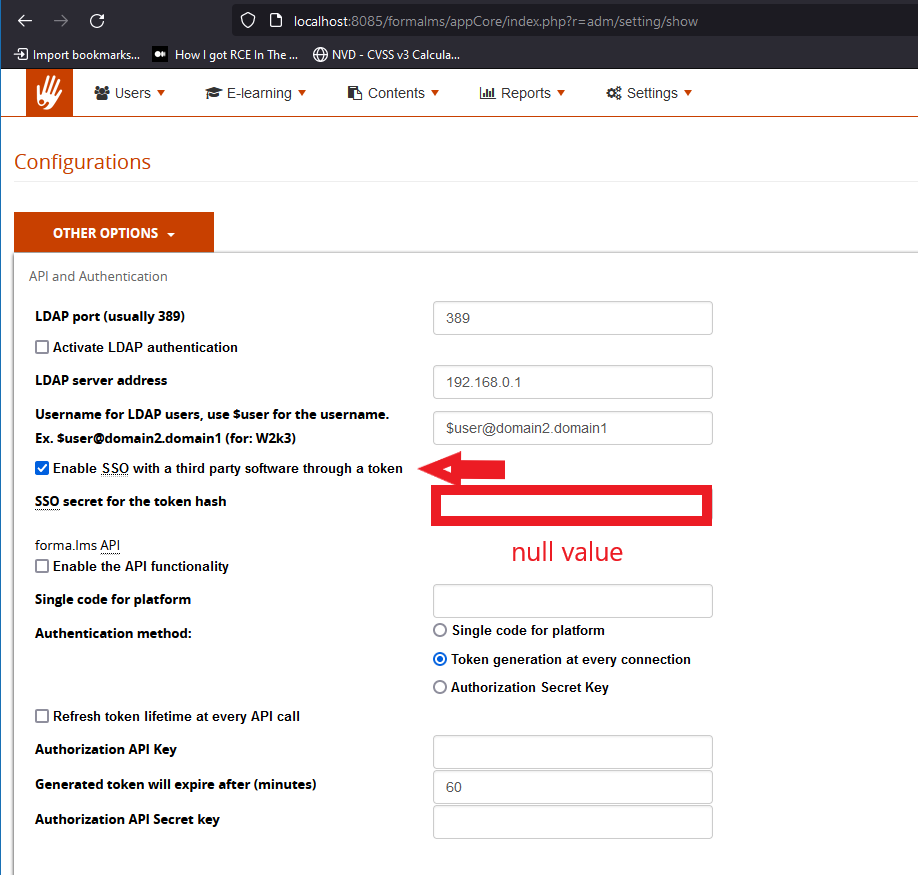 localhost:8085/formalms/appCore/index.php?r=adm/setting/show
Import bookmarks... How I got RCE In The ... NVD - CVSS v3 Calcula...
Users E-learning Contents Reports Settings
Configurations
OTHER OPTIONS
API and Authentication
LDAP port (usually 389) 389
Activate LDAP authentication
LDAP server address 192.168.0.1
Username for LDAP users, use $user for the username.
Ex. $user@domain2.domain1 (for: W2k3) $user@domain2.domain1
Enable SSO with a third party software through a token
SSO secret for the token hash
null value
forma.lms API
Enable the API functionality
Single code for platform
Authentication method: Single code for platform
Token generation at every connection
Authorization Secret Key
Refresh token lifetime at every API call
Authorization API Key
Generated token will expire after (minutes) 60
Authorization API Secret key